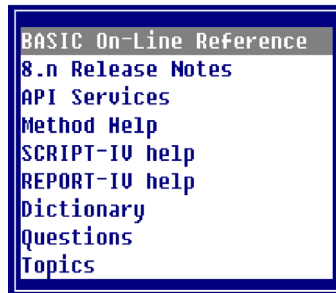 BASIC On-Line Reference
8.n Release Notes
API Services
Method Help
SCRIPT-IV help
REPORT-IV help
Dictionary
Questions
Topics